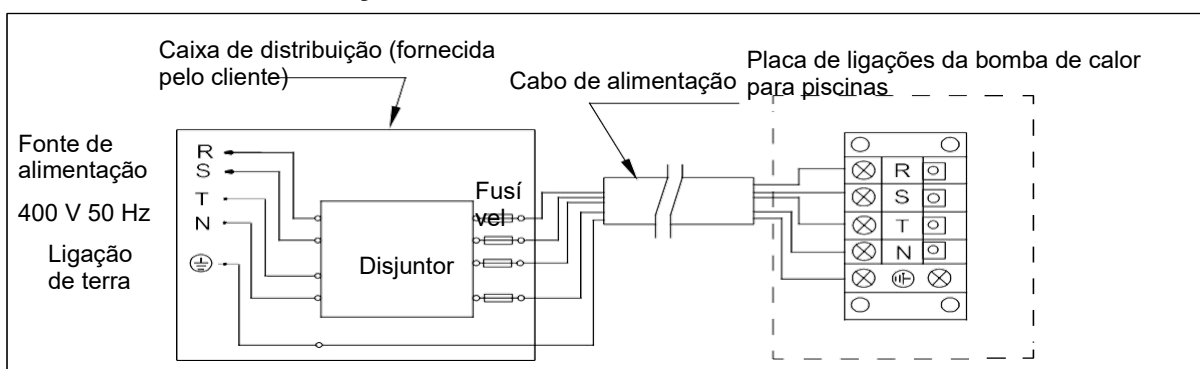 Caixa de distribuição (fornecida
pelo cliente)
Cabo de alimentação
Placa de ligações da bomba de calor
para piscinas
Fonte de
alimentação
400 V 50 Hz
Ligação
de terra
R
S
T
N
Disjuntor
Fusí
vel
R
S
T
N